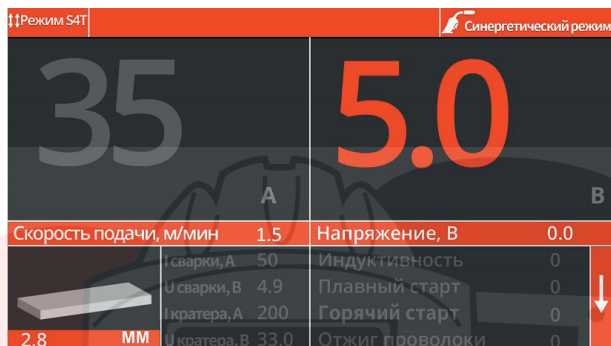 Режим S4T
Синергетический режим
35
А
5.0
В
Скорость подачи, м/мин 1.5
Напряжение, В 0.0
2.8 ММ
I сварки, А 50
U сварки, В 4.9
I кратера, А 200
U кратера, В 33.0
Индуктивность 0
Плавный старт 0
Горячий старт 0
Отжиг проволоки 0